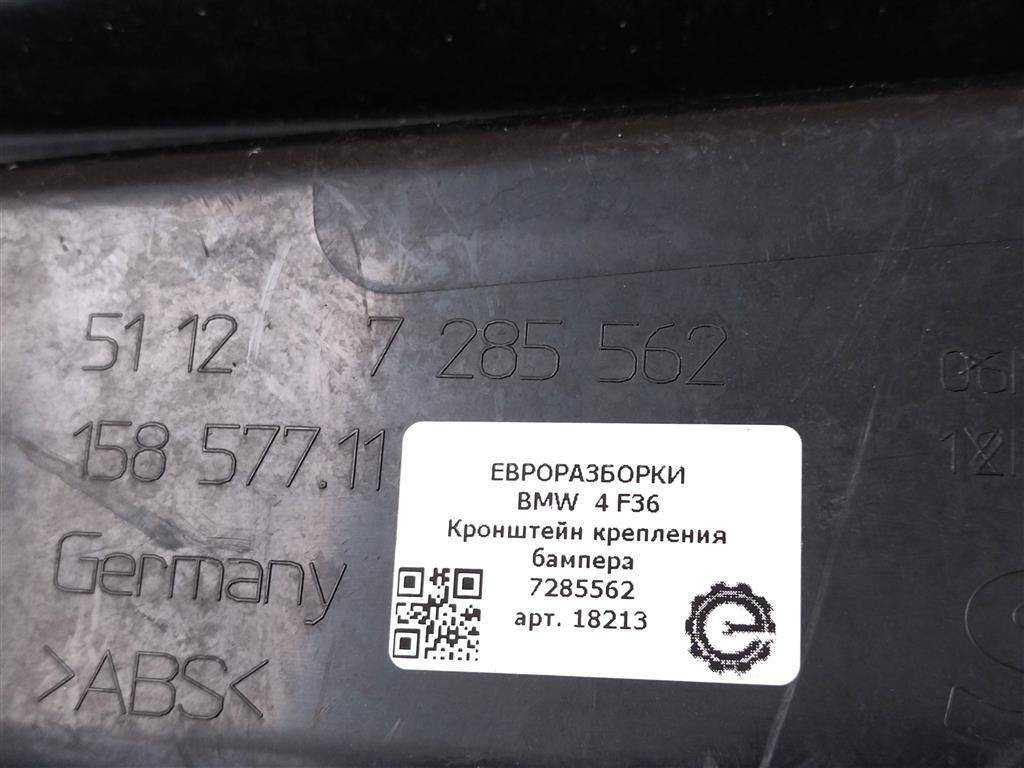 51 12 7 285 562
158 577.11
Germany
>ABS<
ЕВРОРАЗБОРКИ
BMW 4 F36
Кронштейн крепления
бампера
7285562
арт. 18213